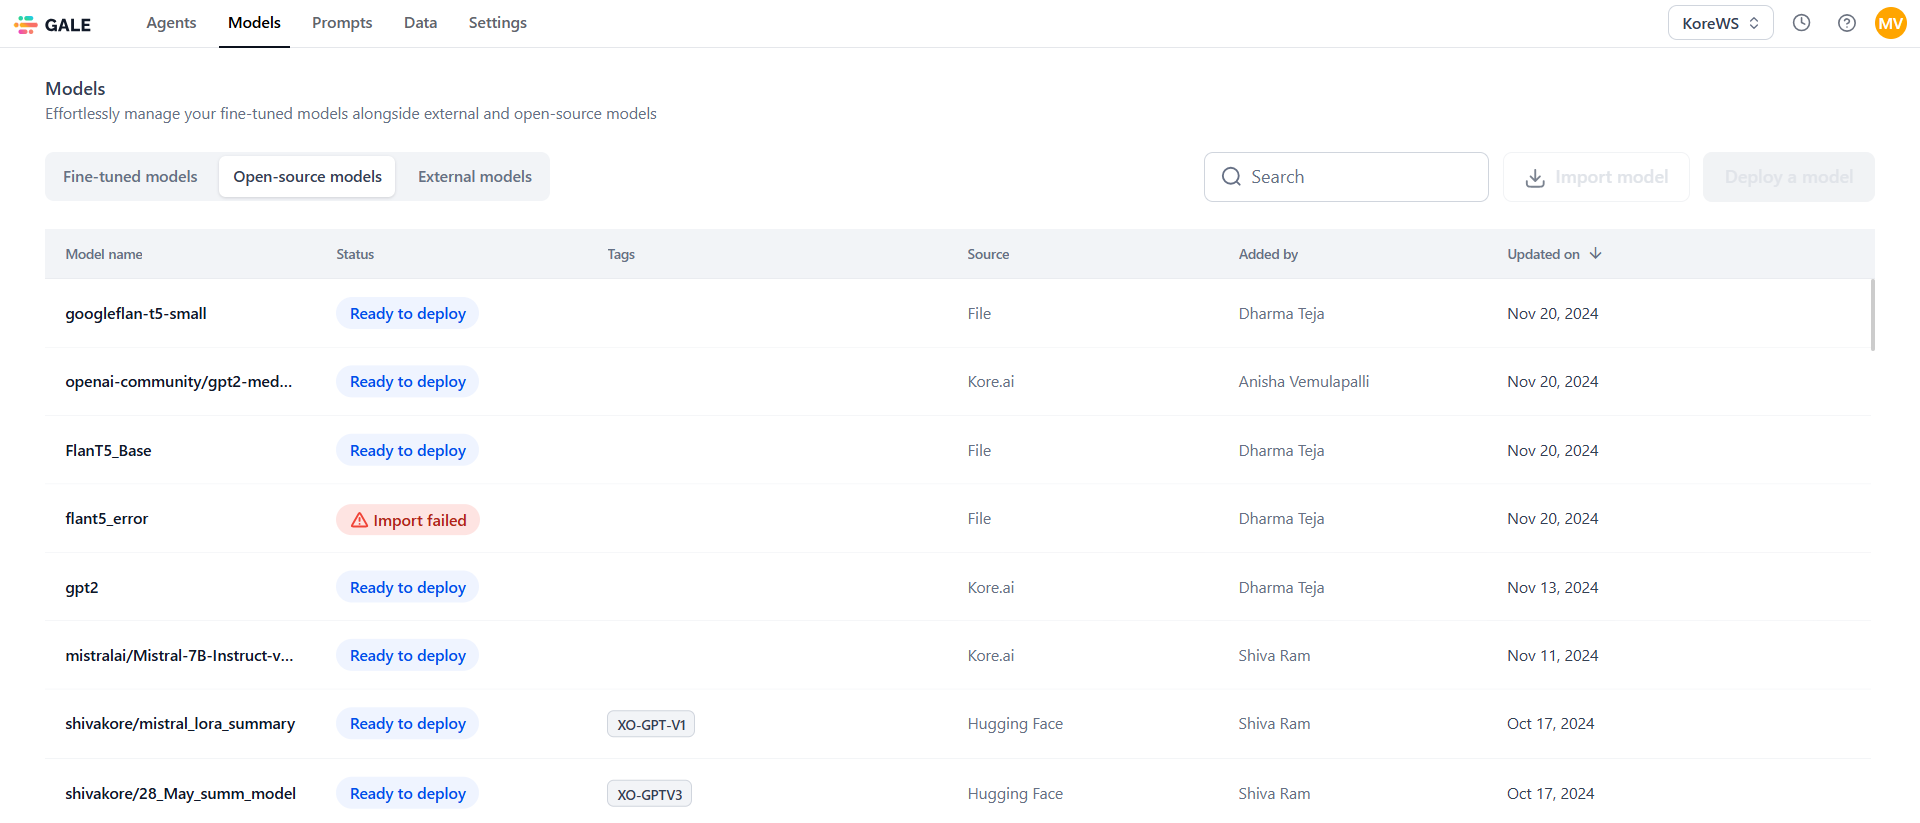 GALE Agents Models Prompts Data Settings KoreWS MV
Models
Effortlessly manage your fine-tuned models alongside external and open-source models
Fine-tuned models Open-source models External models Search Import model Deploy a model
Model name Status Tags Source Added by Updated on
googleflan-t5-small Ready to deploy File Dharma Teja Nov 20, 2024
openai-community/gpt2-med... Ready to deploy Kore.ai Anisha Vemulapalli Nov 20, 2024
FlanT5_Base Ready to deploy File Dharma Teja Nov 20, 2024
flant5_error Import failed File Dharma Teja Nov 20, 2024
gpt2 Ready to deploy Kore.ai Dharma Teja Nov 13, 2024
mistralai/Mistral-7B-Instruct-v... Ready to deploy Kore.ai Shiva Ram Nov 11, 2024
shivakore/mistral_lora_summary Ready to deploy XO-GPT-V1 Hugging Face Shiva Ram Oct 17, 2024
shivakore/28_May_summ_model Ready to deploy XO-GPTV3 Hugging Face Shiva Ram Oct 17, 2024